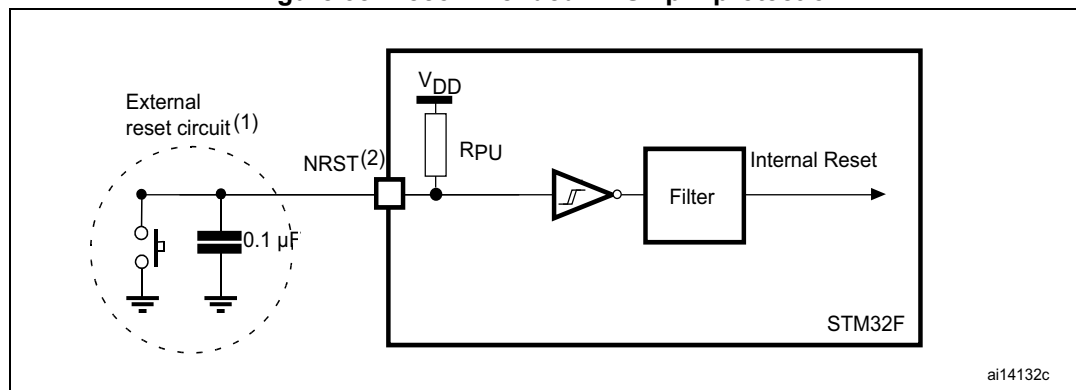 External
reset circuit(1)
VDD
NRST(2)
RPU
Internal Reset
Filter
0.1 µF
STM32F
ai14132c